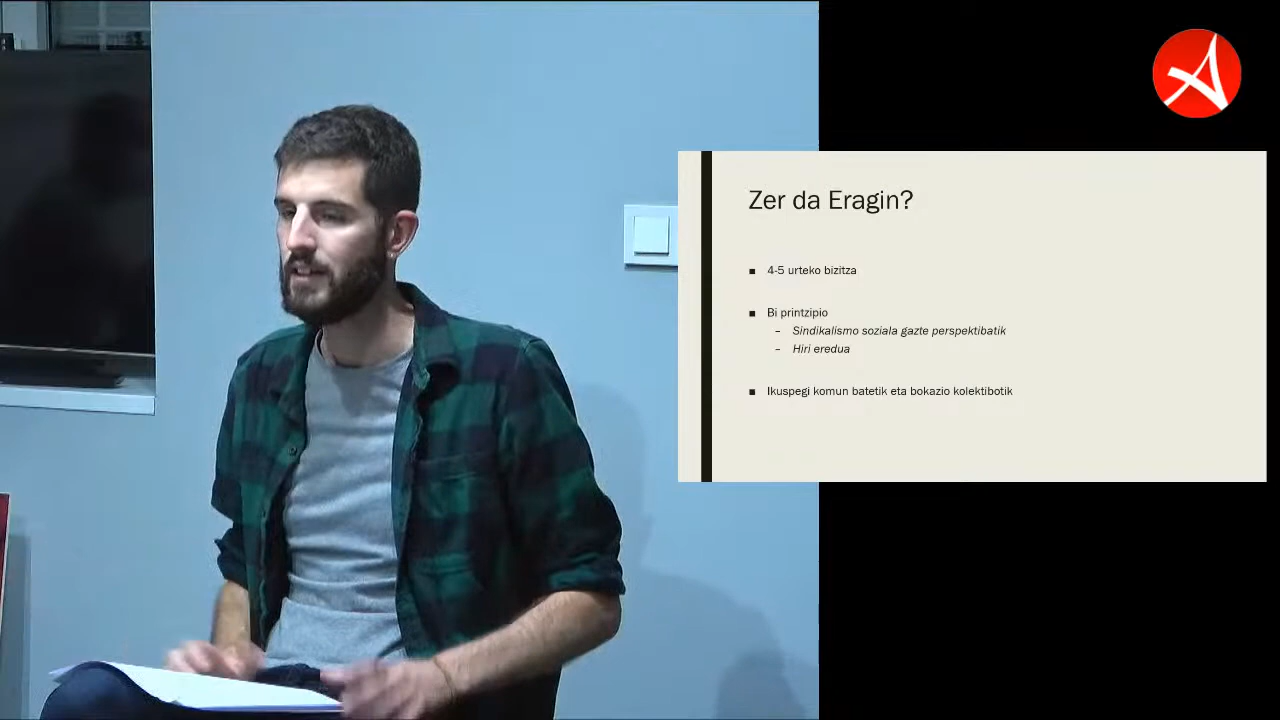 Zer da Eragin?
4-5 urteko bizitza
Bi printzipio
– Sindikalismo soziala gazte perspektibatik
– Hiri eredua
Ikuspegi komun batetik eta bokazio kolektibotik